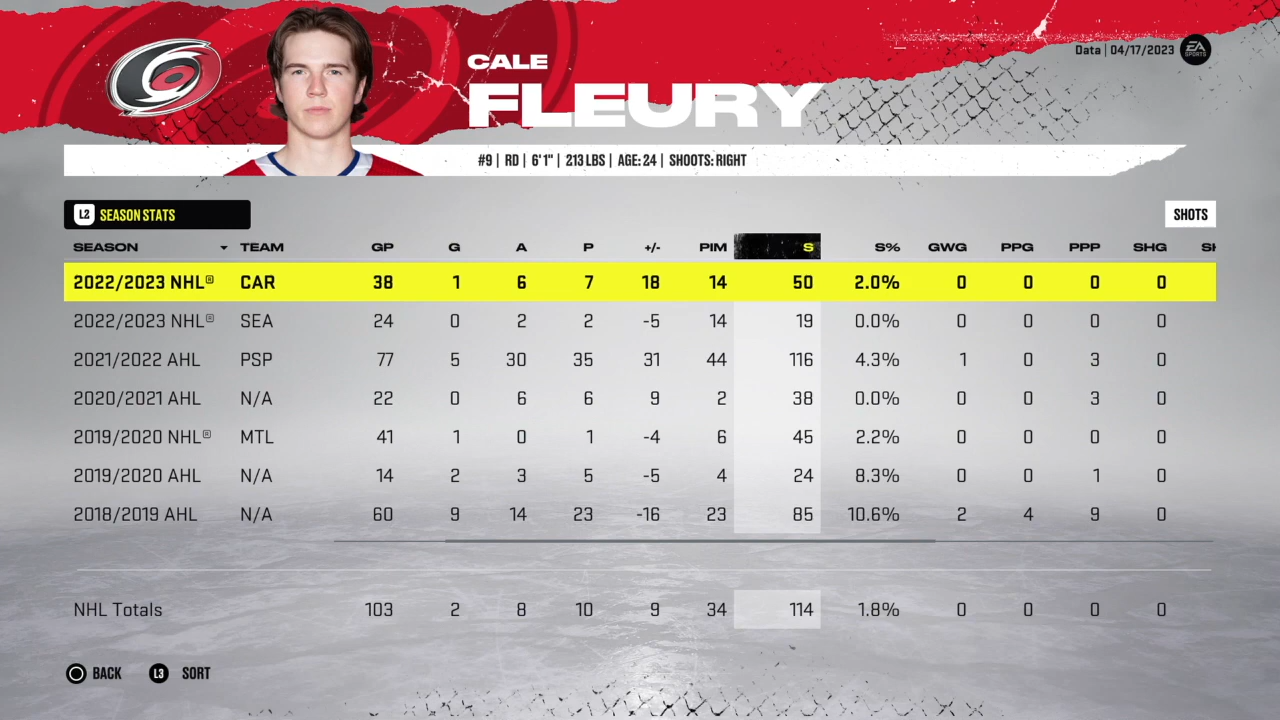 CALE
FLEURY
Data | 04/17/2023
EA
SPORTS
#9 | RD | 6'1" | 213 LBS | AGE: 24 | SHOOTS: RIGHT
L2 SEASON STATS
SHOTS
SEASON TEAM GP G A P +/- PIM S S% GWG PPG PPP SHG
2022/2023 NHL® CAR 38 1 6 7 18 14 50 2.0% 0 0 0 0
2022/2023 NHL® SEA 24 0 2 2 -5 14 19 0.0% 0 0 0 0
2021/2022 AHL PSP 77 5 30 35 31 44 116 4.3% 1 0 3 0
2020/2021 AHL N/A 22 0 6 6 9 2 38 0.0% 0 0 3 0
2019/2020 NHL® MTL 41 1 0 1 -4 6 45 2.2% 0 0 0 0
2019/2020 AHL N/A 14 2 3 5 -5 4 24 8.3% 0 0 1 0
2018/2019 AHL N/A 60 9 14 23 -16 23 85 10.6% 2 4 9 0
NHL Totals 103 2 8 10 9 34 114 1.8% 0 0 0 0
BACK L3 SORT